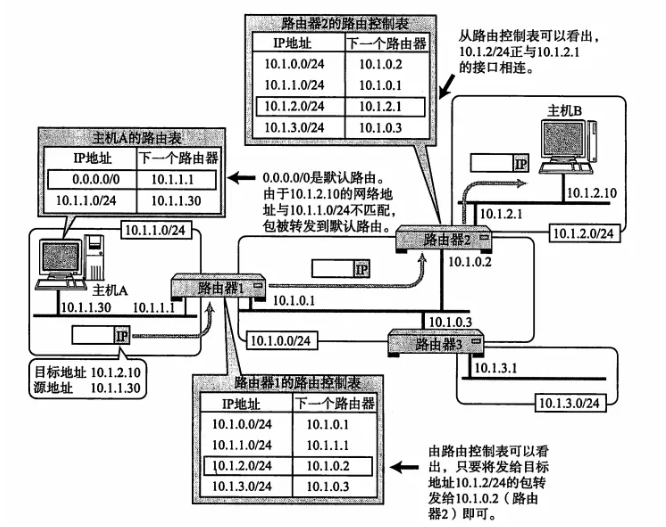 路由器2的路由控制表
IP地址 下一个路由器
10.1.0.0/24 10.1.0.2
10.1.1.0/24 10.1.0.1
10.1.2.0/24 10.1.2.1
10.1.3.0/24 10.1.0.3
从路由控制表可以看出,
10.1.2/24正与10.1.2.1
的接口相连。
主机B
IP
10.1.2.10
10.1.2.1
10.1.2.0/24
主机A的路由表
IP地址 下一个路由器
0.0.0.0/0 10.1.1.1
10.1.1.0/24 10.1.1.30
0.0.0.0/0是默认路由。
由于10.1.2.10的网络地
址与10.1.1.0/24不匹配,
包被转发到默认路由。
10.1.1.0/24
主机A
10.1.1.30
10.1.1.1
IP
目标地址 10.1.2.10
源地址 10.1.1.30
路由器1
10.1.0.1
IP
路由器2
10.1.0.2
10.1.0.3
10.1.0.0/24
路由器3
10.1.3.1
10.1.3.0/24
路由器1的路由控制表
IP地址 下一个路由器
10.1.0.0/24 10.1.0.1
10.1.1.0/24 10.1.1.1
10.1.2.0/24 10.1.0.2
10.1.3.0/24 10.1.0.3
由路由控制表可以看
出,只要将发给目标
地址10.1.2/24的包转
发给10.1.0.2(路由
器2)即可。